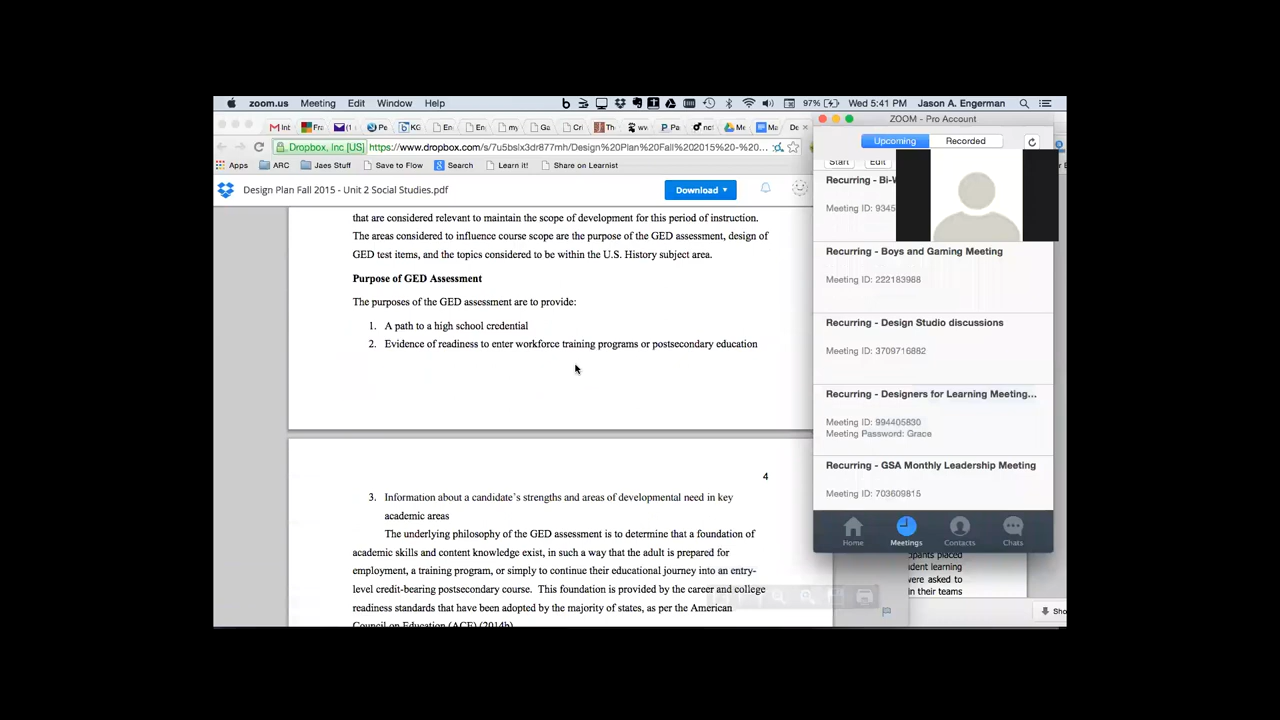 zoom.us Meeting Edit Window Help 97% Wed 5:41 PM Jason A. Engerman
ZOOM - Pro Account
Dropbox, Inc [US] https://www.dropbox.com/s/7u5bslx3dr877mh/Design%20Plan%20Fall%202015%20-%20...
Upcoming Recorded
Apps ARC Jaes Stuff Save to Flow Search Learn it! Share on Learnist
Start Edit
Design Plan Fall 2015 - Unit 2 Social Studies.pdf Download
that are considered relevant to maintain the scope of development for this period of instruction.
The areas considered to influence course scope are the purpose of the GED assessment, design of
GED test items, and the topics considered to be within the U.S. History subject area.
Purpose of GED Assessment
The purposes of the GED assessment are to provide:
1. A path to a high school credential
2. Evidence of readiness to enter workforce training programs or postsecondary education
4
3. Information about a candidate's strengths and areas of developmental need in key
academic areas
The underlying philosophy of the GED assessment is to determine that a foundation of
academic skills and content knowledge exist, in such a way that the adult is prepared for
employment, a training program, or simply to continue their educational journey into an entry-
level credit-bearing postsecondary course. This foundation is provided by the career and college
readiness standards that have been adopted by the majority of states, as per the American
Council on Education (ACE) (2014b)
Recurring - Bi-W
Meeting ID: 9345
Recurring - Boys and Gaming Meeting
Meeting ID: 222183988
Recurring - Design Studio discussions
Meeting ID: 3709716882
Recurring - Designers for Learning Meeting...
Meeting ID: 994405830
Meeting Password: Grace
Recurring - GSA Monthly Leadership Meeting
Meeting ID: 703609815
Home Meetings Contacts Chats
ipants placed
dent learning
were asked to
in their teams
Sho